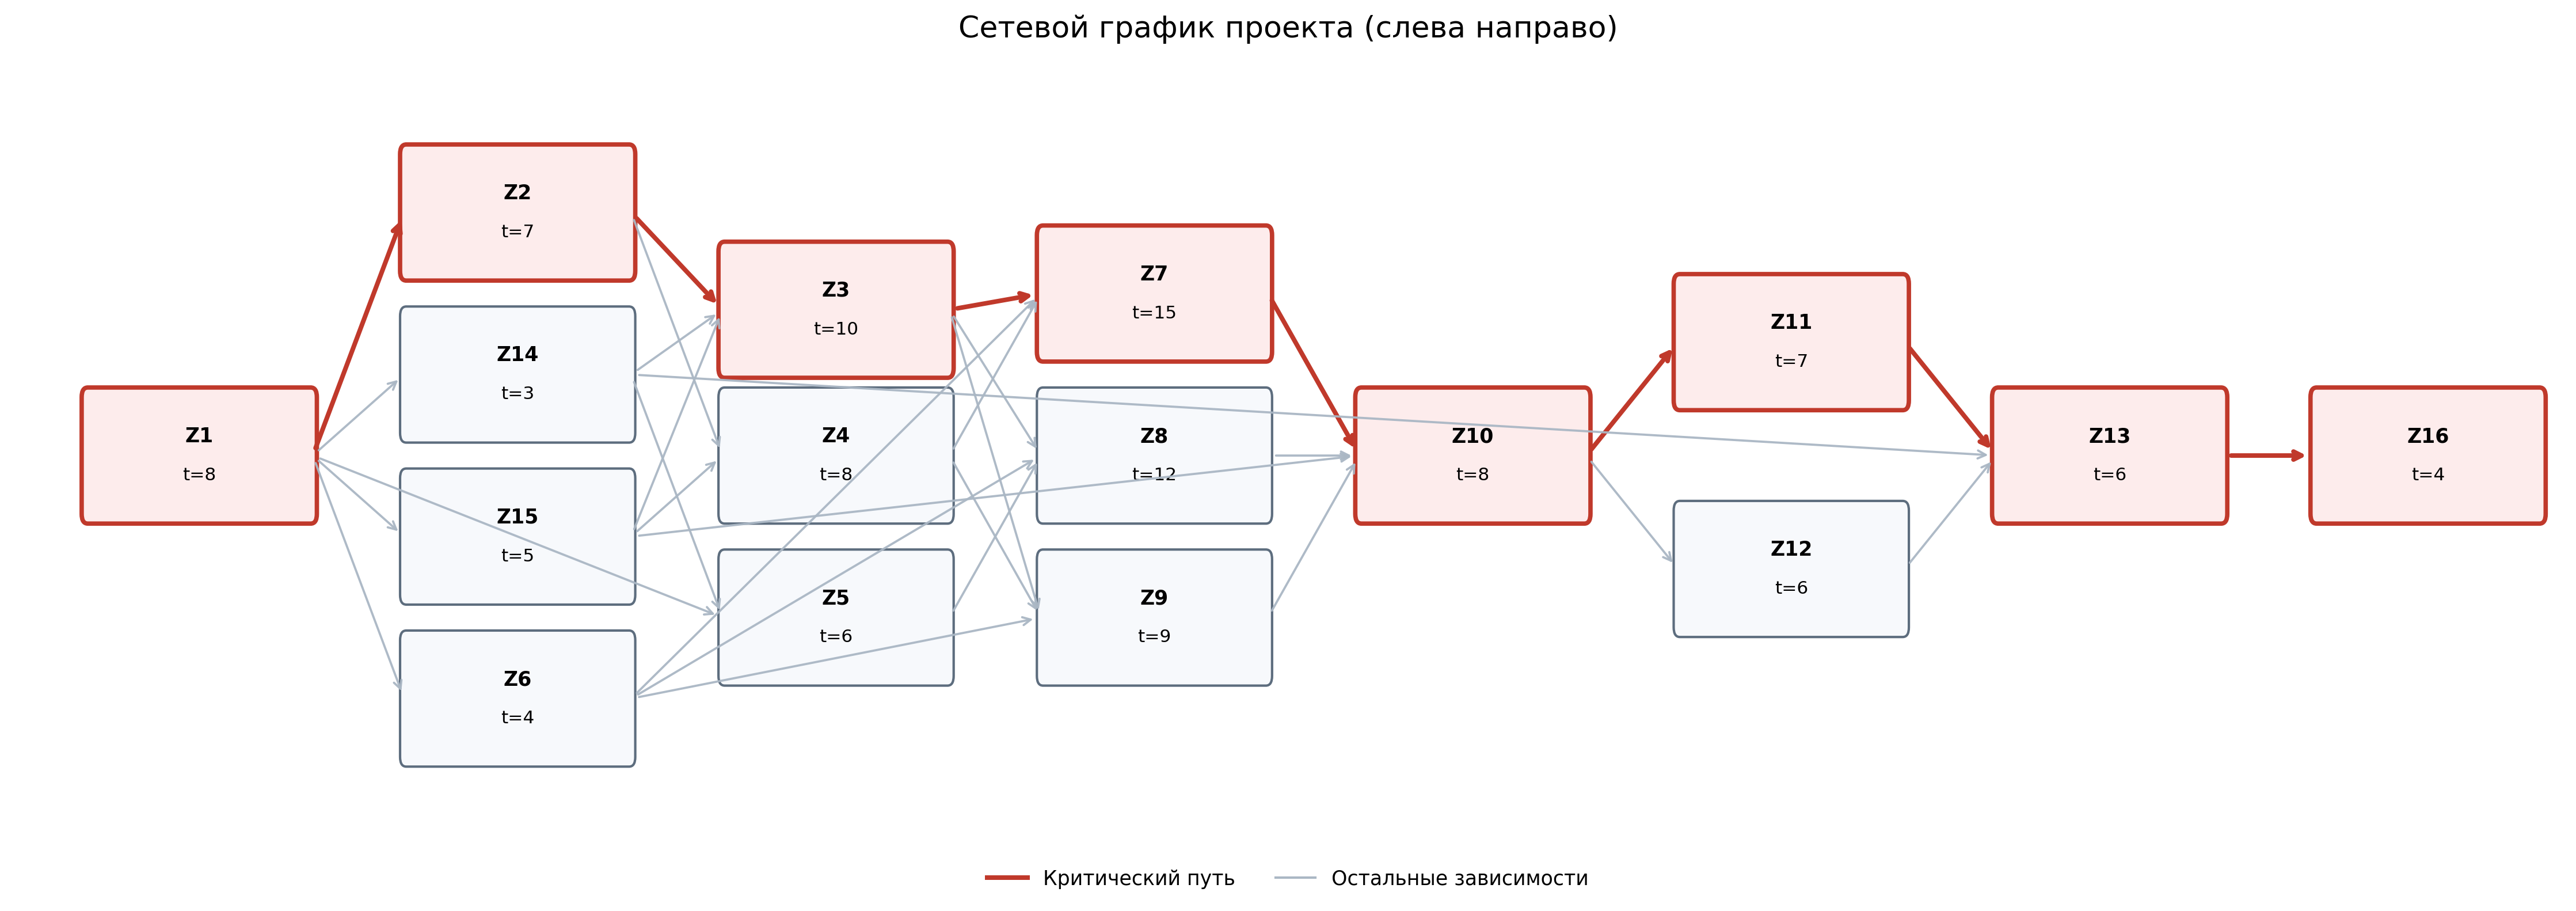 Сетевой график проекта (слева направо)
Z1
t=8
Z2
t=7
Z14
t=3
Z15
t=5
Z6
t=4
Z3
t=10
Z4
t=8
Z5
t=6
Z7
t=15
Z8
t=12
Z9
t=9
Z10
t=8
Z11
t=7
Z12
t=6
Z13
t=6
Z16
t=4
Критический путь
Остальные зависимости